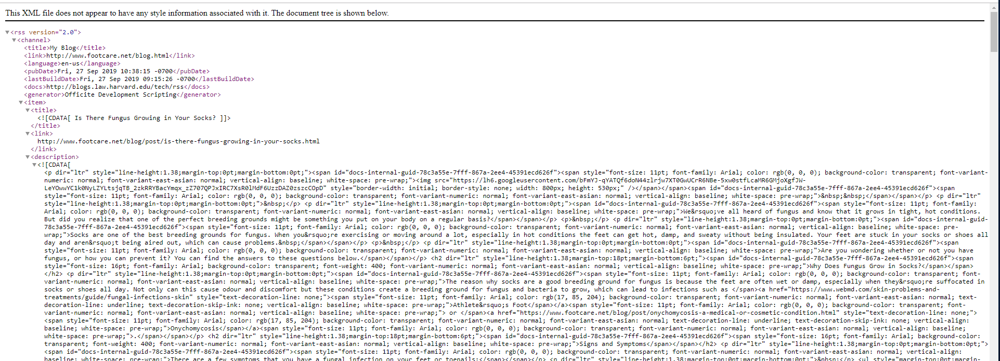 This XML file does not appear to have any style information associated with it. The document tree is shown below.
▼<rss version="2.0">
▼<channel>
<title>My Blog</title>
<link>http://www.footcare.net/blog.html</link>
<language>en-us</language>
<pubDate>Fri, 27 Sep 2019 10:38:15 -0700</pubDate>
<lastBuildDate>Fri, 27 Sep 2019 09:15:26 -0700</lastBuildDate>
<docs>http://blogs.law.harvard.edu/tech/rss</docs>
<generator>Officite Development Scripting</generator>
▼<item>
▼<title>
<![CDATA[ Is There Fungus Growing in Your Socks? ]]>
</title>
▼<link>
http://www.footcare.net/blog/post/is-there-fungus-growing-in-your-socks.html
</link>
▼<description>
▼<![CDATA[
<p dir="ltr" style="line-height:1.38;margin-top:0pt;margin-bottom:0pt;"><span id="docs-internal-guid-78c3a55e-7fff-867a-2ee4-45391ecd626f"><span style="font-size: 11pt; font-family: Arial; color: rgb(0, 0, 0); background-color: transparent; font-variant-
numeric: normal; font-variant-east-asian: normal; vertical-align: baseline; white-space: pre-wrap;"><img src="https://lh6.googleusercontent.com/bFmYJ-qYATQf6doN44zlrjw7XT0GwUCrR6NBe-5xw0stfLcaMR6GMjoXgfJW-
LeYOwwYC1k0NyLZYLtsjqTB_2zkRRYBacYmqx_zZ707QPJxIRC7XsR0lMdF6UzzDAZ0zszcCOpD" style="border-width: initial; border-style: none; width: 800px; height: 530px;" /></span></span><span id="docs-internal-guid-78c3a55e-7fff-867a-2ee4-45391ecd626f"><span
style="font-size: 11pt; font-family: Arial; color: rgb(0, 0, 0); background-color: transparent; font-variant-numeric: normal; font-variant-east-asian: normal; vertical-align: baseline; white-space: pre-wrap;">&nbsp;&nbsp;</span></span></p> <p dir="ltr"
style="line-height:1.38;margin-top:0pt;margin-bottom:0pt;">&nbsp;</p> <p dir="ltr" style="line-height:1.38;margin-top:0pt;margin-bottom:0pt;"><span id="docs-internal-guid-78c3a55e-7fff-867a-2ee4-45391ecd626f"><span style="font-size: 11pt; font-family:
Arial; color: rgb(0, 0, 0); background-color: transparent; font-variant-numeric: normal; font-variant-east-asian: normal; vertical-align: baseline; white-space: pre-wrap;">We&rsquo;ve all heard of fungus and know that it grows in tight, hot conditions.
But did you realize that one of the perfect breeding grounds might be something you put on your body on a regular basis?</span></span></p> <p>&nbsp;</p> <p dir="ltr" style="line-height:1.38;margin-top:0pt;margin-bottom:0pt;"><span id="docs-internal-guid-
78c3a55e-7fff-867a-2ee4-45391ecd626f"><span style="font-size: 11pt; font-family: Arial; color: rgb(0, 0, 0); background-color: transparent; font-variant-numeric: normal; font-variant-east-asian: normal; vertical-align: baseline; white-space: pre-
wrap;">Socks are one of the best breeding grounds for fungus. When you&rsquo;re exercising or moving around a lot, especially in hot conditions the feet can get hot, damp, and sweaty without being insulated. Your feet are stuck in your socks or shoes all
day and aren&rsquo;t being aired out, which can cause problems.&nbsp;</span></span></p> <p>&nbsp;</p> <p dir="ltr" style="line-height:1.38;margin-top:0pt;margin-bottom:0pt;"><span id="docs-internal-guid-78c3a55e-7fff-867a-2ee4-45391ecd626f"><span
style="font-size: 11pt; font-family: Arial; color: rgb(0, 0, 0); background-color: transparent; font-variant-numeric: normal; font-variant-east-asian: normal; vertical-align: baseline; white-space: pre-wrap;">Are you wondering whether or not you have
fungus, or how you can prevent it? You can find the answers to these questions below.</span></span></p> <h2 dir="ltr" style="line-height:1.38;margin-top:18pt;margin-bottom:6pt;"><span id="docs-internal-guid-78c3a55e-7fff-867a-2ee4-45391ecd626f"><span
style="font-size: 16pt; font-family: Arial; background-color: transparent; font-weight: 400; font-variant-numeric: normal; font-variant-east-asian: normal; vertical-align: baseline; white-space: pre-wrap;">Why Does Fungus Grow in Socks?</span></span>
</h2> <p dir="ltr" style="line-height:1.38;margin-top:0pt;margin-bottom:0pt;"><span id="docs-internal-guid-78c3a55e-7fff-867a-2ee4-45391ecd626f"><span style="font-size: 11pt; font-family: Arial; color: rgb(0, 0, 0); background-color: transparent; font-
variant-numeric: normal; font-variant-east-asian: normal; vertical-align: baseline; white-space: pre-wrap;">The reason why socks are a good breeding ground for fungus is because the feet are often wet or damp, especially when they&rsquo;re suffocated in
socks or shoes all day. Not only can this cause odour and discomfort but these conditions create a breeding ground for fungus and bacteria to grow, which can lead to infections such as </span><a href="https://www.webmd.com/skin-problems-and-
treatments/guide/fungal-infections-skin" style="text-decoration-line: none;"><span style="font-size: 11pt; font-family: Arial; color: rgb(17, 85, 204); background-color: transparent; font-variant-numeric: normal; font-variant-east-asian: normal; text-
decoration-line: underline; text-decoration-skip-ink: none; vertical-align: baseline; white-space: pre-wrap;">Athlete&rsquo;s Foot</span></a><span style="font-size: 11pt; font-family: Arial; color: rgb(0, 0, 0); background-color: transparent; font-
variant-numeric: normal; font-variant-east-asian: normal; vertical-align: baseline; white-space: pre-wrap;"> or </span><a href="https://www.footcare.net/blog/post/onychomycosis-a-medical-or-cosmetic-condition.html" style="text-decoration-line: none;">
<span style="font-size: 11pt; font-family: Arial; color: rgb(17, 85, 204); background-color: transparent; font-variant-numeric: normal; font-variant-east-asian: normal; text-decoration-line: underline; text-decoration-skip-ink: none; vertical-align:
baseline; white-space: pre-wrap;">Onychomycosis</span></a><span style="font-size: 11pt; font-family: Arial; color: rgb(0, 0, 0); background-color: transparent; font-variant-numeric: normal; font-variant-east-asian: normal; vertical-align: baseline;
white-space: pre-wrap;">.</span></span></p> <h2 dir="ltr" style="line-height:1.38;margin-top:18pt;margin-bottom:6pt;"><span id="docs-internal-guid-78c3a55e-7fff-867a-2ee4-45391ecd626f"><span style="font-size: 16pt; font-family: Arial; background-color:
transparent; font-weight: 400; font-variant-numeric: normal; font-variant-east-asian: normal; vertical-align: baseline; white-space: pre-wrap;">Signs and Symptoms</span></span></h2> <p dir="ltr" style="line-height:1.38;margin-top:0pt;margin-bottom:0pt;">
<span id="docs-internal-guid-78c3a55e-7fff-867a-2ee4-45391ecd626f"><span style="font-size: 11pt; font-family: Arial; color: rgb(0, 0, 0); background-color: transparent; font-variant-numeric: normal; font-variant-east-asian: normal; vertical-align:
baseline; white-space: pre-wrap;">There are a few symptoms that you have a fungal infection on your feet or toenails:</span></span></p> <p dir="ltr" style="line-height:1.38;margin-top:0pt;margin-bottom:0pt;">&nbsp;</p> <ul style="margin-top:0pt;margin-